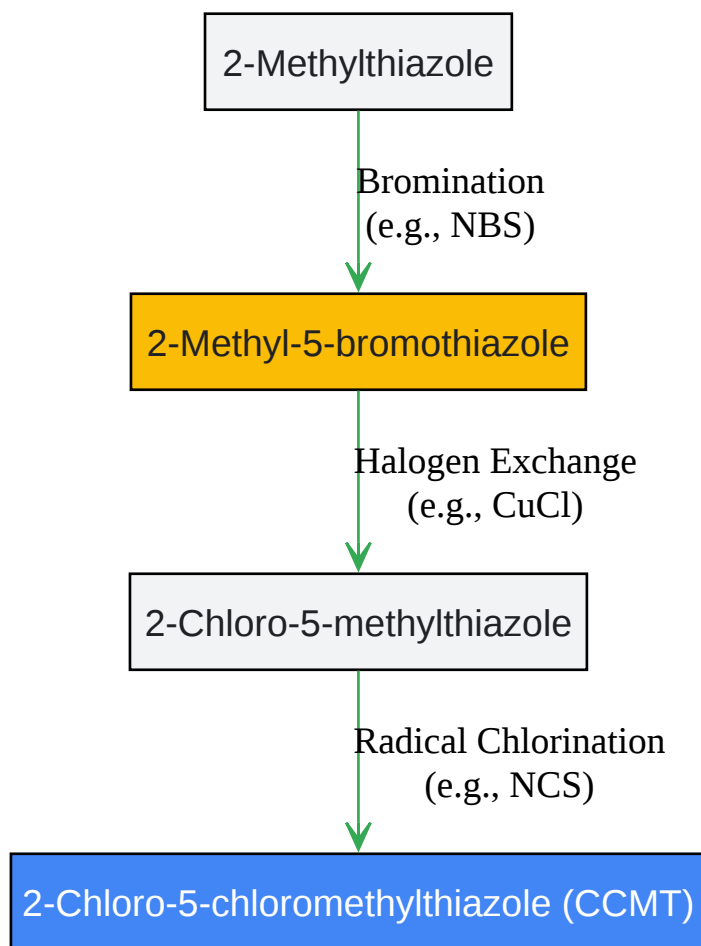 2-Methylthiazole
Bromination
(e.g., NBS)
2-Methyl-5-bromothiazole
Halogen Exchange
(e.g., CuCl)
2-Chloro-5-methylthiazole
Radical Chlorination
(e.g., NCS)
2-Chloro-5-chloromethylthiazole (CCMT)